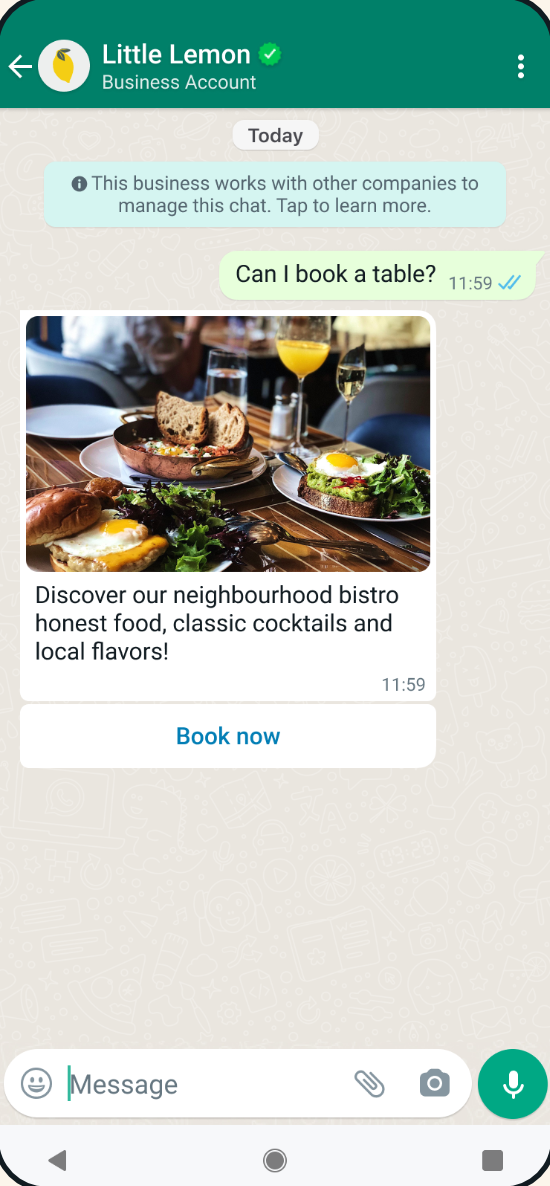 Little Lemon
Business Account
Today
This business works with other companies to
manage this chat. Tap to learn more.
Can I book a table? 11:59
Discover our neighbourhood bistro
honest food, classic cocktails and
local flavors!
11:59
Book now
Message